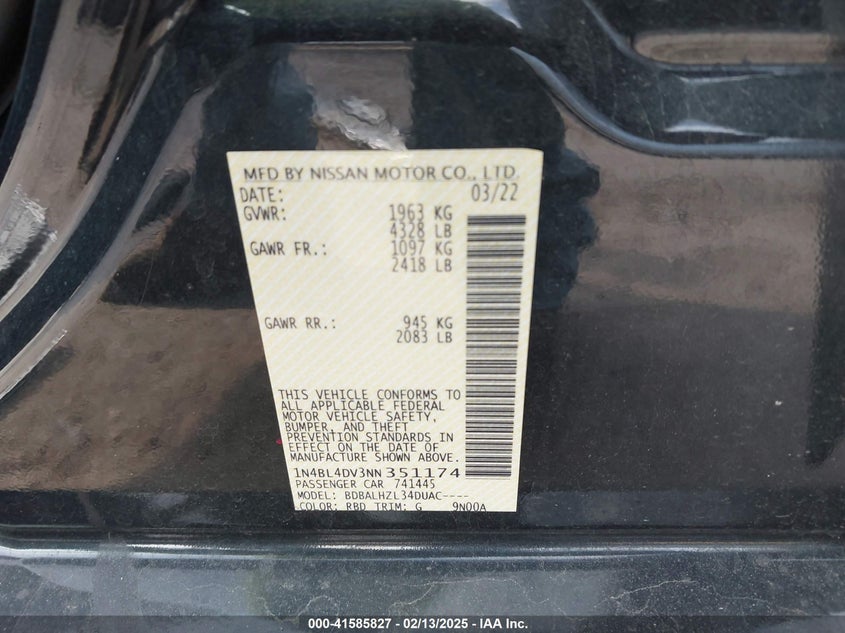 MFD BY NISSAN MOTOR CO., LTD.
DATE: 03/22
GVWR: 1963 KG
4328 LB
GAWR FR.: 1097 KG
2418 LB
GAWR RR.: 945 KG
2083 LB
THIS VEHICLE CONFORMS TO
ALL APPLICABLE FEDERAL
MOTOR VEHICLE SAFETY,
BUMPER, AND THEFT
PREVENTION STANDARDS IN
EFFECT ON THE DATE OF
MANUFACTURE SHOWN ABOVE.
1N4BL4DV3NN351174
PASSENGER CAR 741445
MODEL: BDBALHZL34DUAC----
COLOR: RBD TRIM: G 9N00A
000-41585827 - 02/13/2025 - IAA Inc.